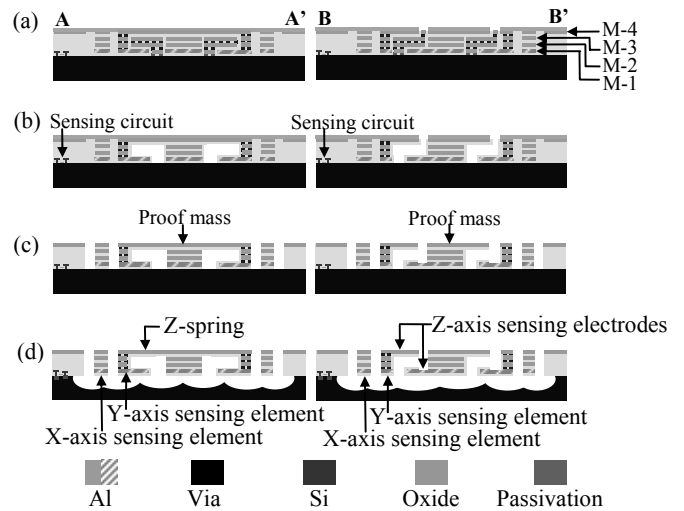 (a) A A’ B B’
M-4
M-3
M-2
M-1
(b) Sensing circuit Sensing circuit
Proof mass Proof mass
(c)
Z-spring Z-axis sensing electrodes
(d)
Y-axis sensing element Y-axis sensing element
X-axis sensing element X-axis sensing element
Al Via Si Oxide Passivation